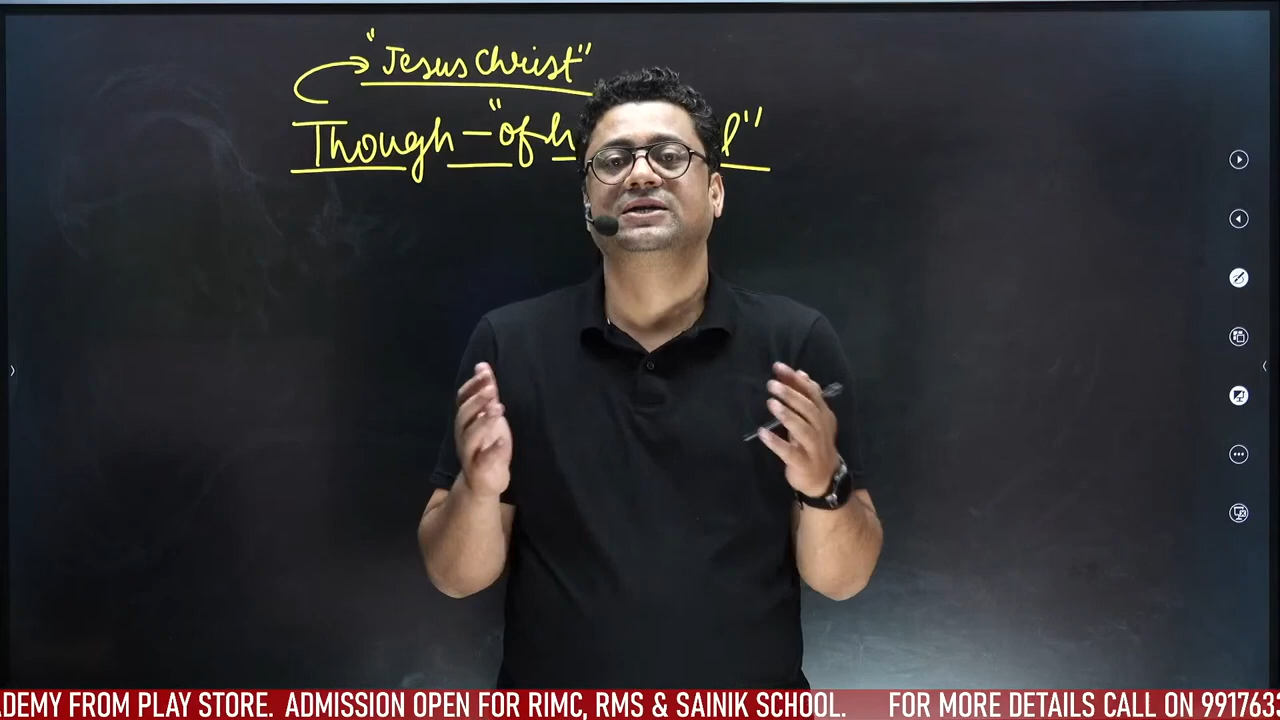 "Jesus Christ"
Though - "of h
ADEMY FROM PLAY STORE. ADMISSION OPEN FOR RIMC, RMS & SAINIK SCHOOL. FOR MORE DETAILS CALL ON 991763